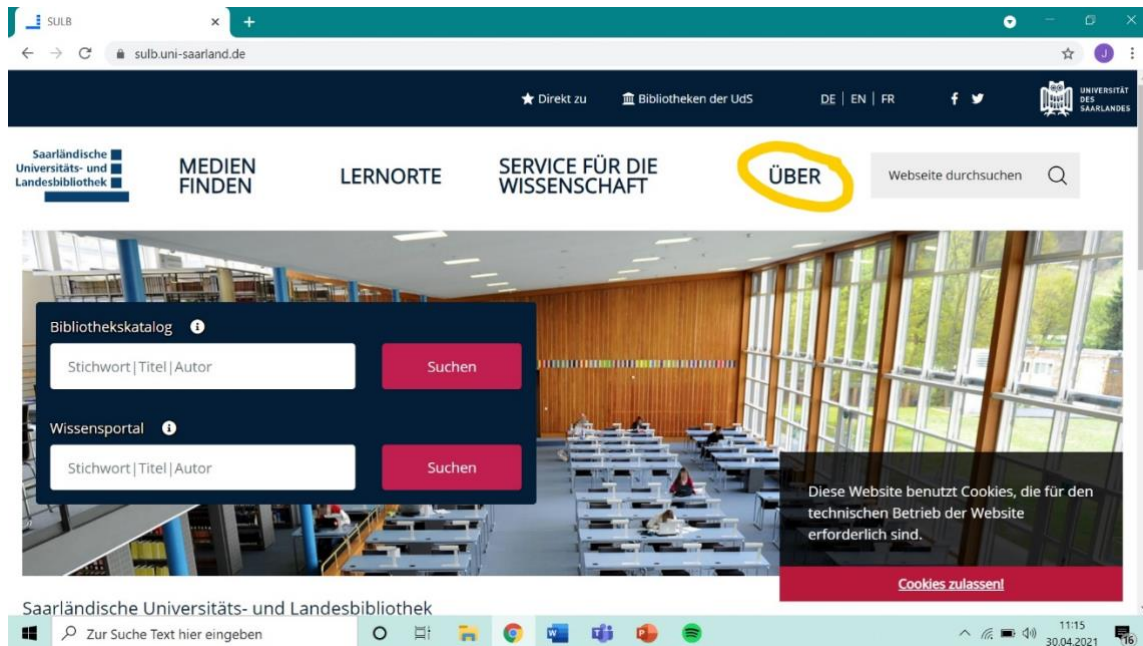 SULB
sulb.uni-saarland.de
J
Direkt zu Bibliotheken der UdS DE | EN | FR
UNIVERSITÄT
DES
SAARLANDES
Saarländische
Universitäts- und
Landesbibliothek
MEDIEN
FINDEN
LERNORTE
SERVICE FÜR DIE
WISSENSCHAFT
ÜBER
Webseite durchsuchen
Bibliothekskatalog
Stichwort|Titel|Autor Suchen
Wissensportal
Stichwort|Titel|Autor Suchen
Diese Website benutzt Cookies, die für den
technischen Betrieb der Website
erforderlich sind.
Cookies zulassen!
Saarländische Universitäts- und Landesbibliothek
Zur Suche Text hier eingeben
11:15
30.04.2021
16